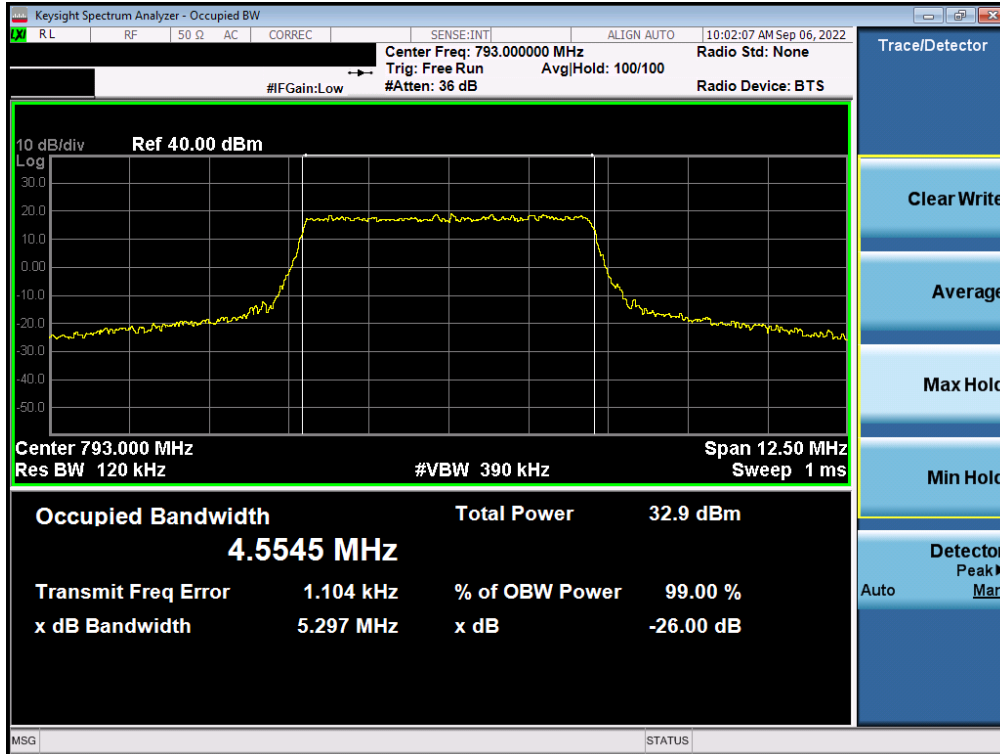 Keysight Spectrum Analyzer - Occupied BW
LXI RL RF 50 Ω AC CORREC SENSE:INT ALIGN AUTO 10:02:07 AM Sep 06, 2022
Center Freq: 793.000000 MHz Radio Std: None
Trig: Free Run Avg|Hold: 100/100
#IFGain:Low #Atten: 36 dB Radio Device: BTS
Trace/Detector
10 dB/div Ref 40.00 dBm
Log
30.0
20.0
10.0
0.00
-10.0
-20.0
-30.0
-40.0
-50.0
Center 793.000 MHz Span 12.50 MHz
Res BW 120 kHz #VBW 390 kHz Sweep 1 ms
Occupied Bandwidth Total Power 32.9 dBm
4.5545 MHz
Transmit Freq Error 1.104 kHz % of OBW Power 99.00 %
x dB Bandwidth 5.297 MHz x dB -26.00 dB
Clear Write
Average
Max Hold
Min Hold
Detector
Peak
Auto Man
MSG STATUS